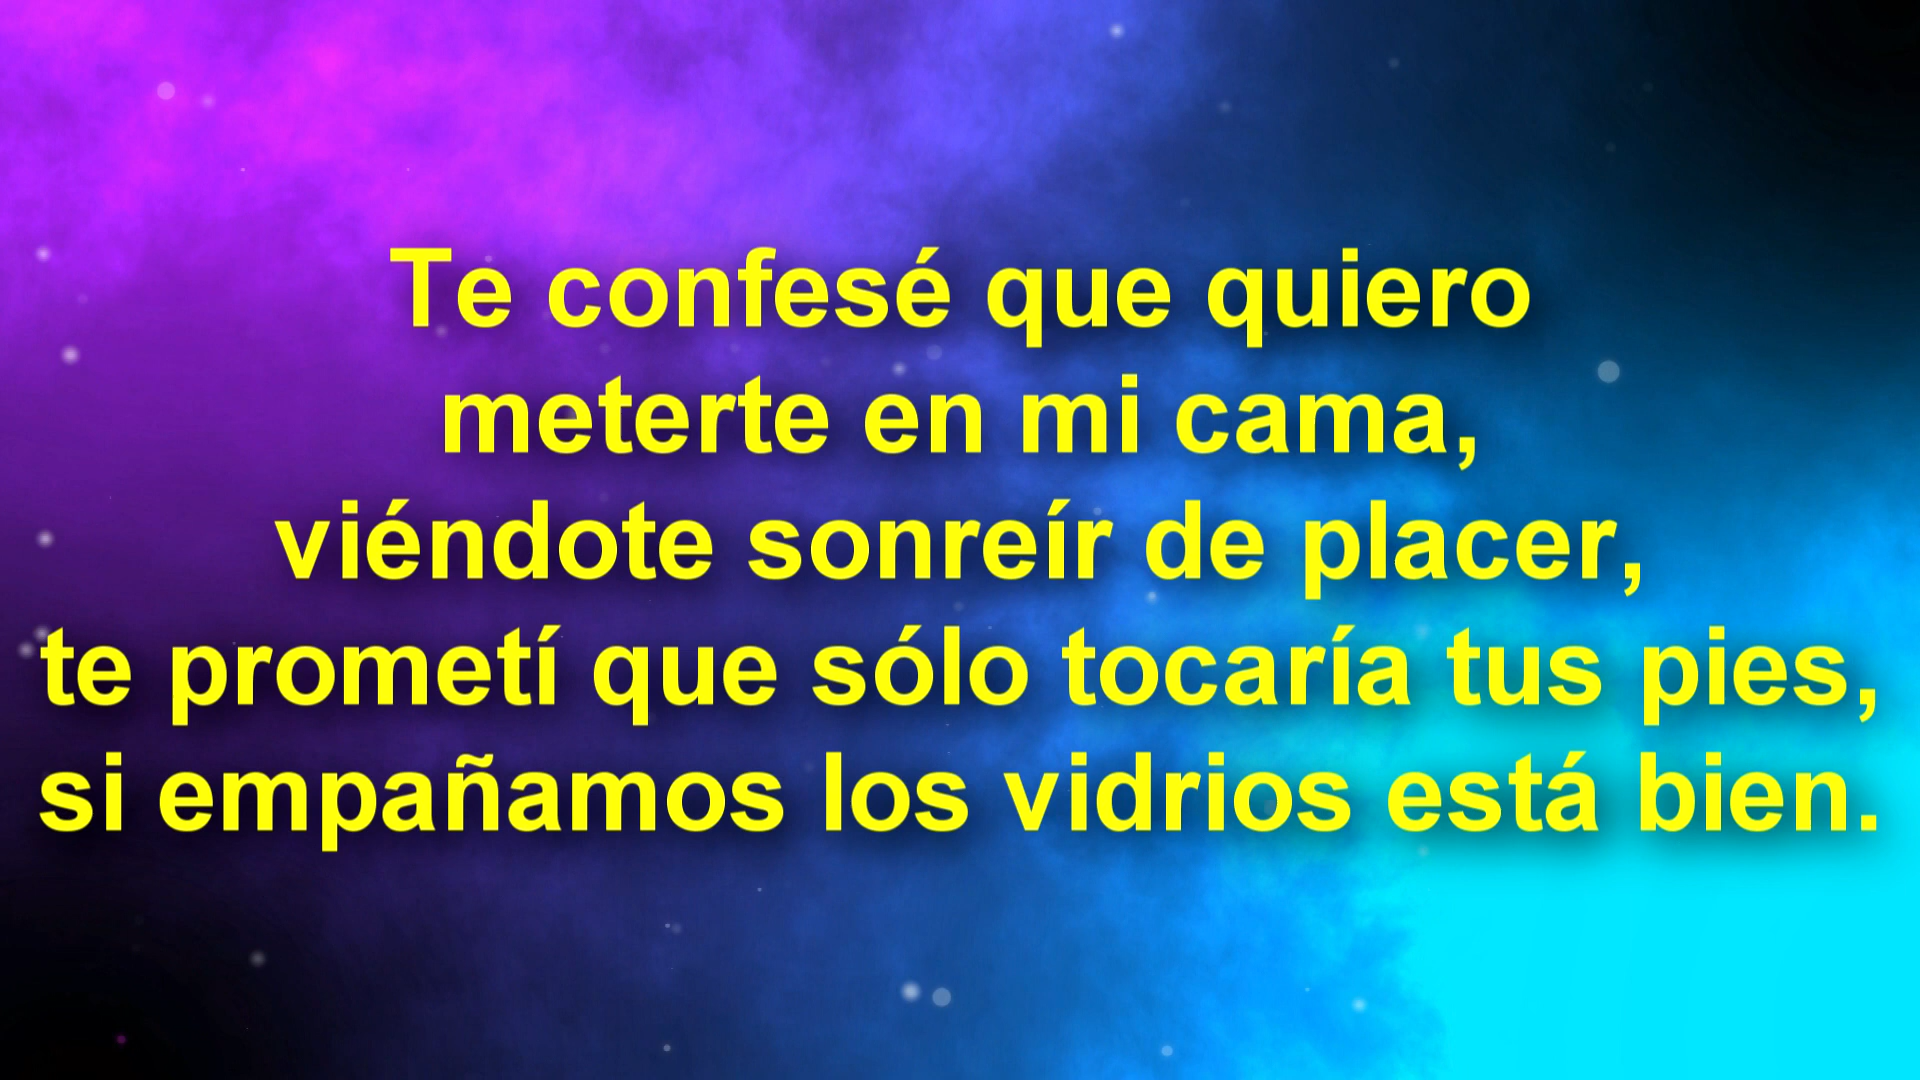 Te confesé que quiero
meterte en mi cama,
viéndote sonreír de placer,
te prometí que sólo tocaría tus pies,
si empañamos los vidrios está bien.